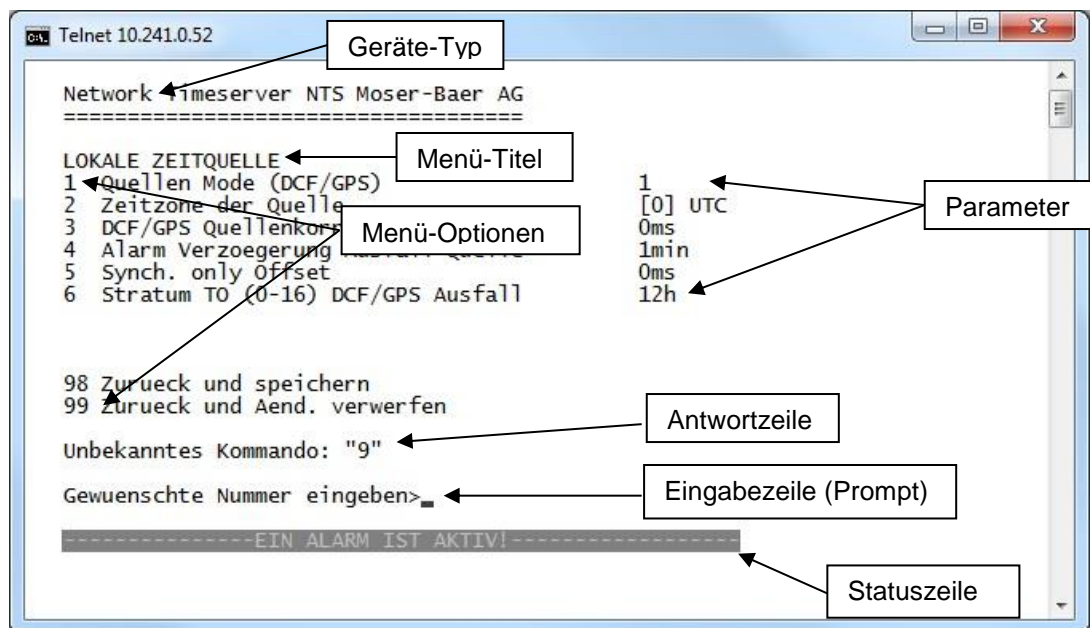 Telnet 10.241.0.52
Geräte-Typ
Network Timeserver NTS Moser-Baer AG
====================================
LOKALE ZEITQUELLE
Menü-Titel
1 Quellen Mode (DCF/GPS) 1
2 Zeitzone der Quelle [0] UTC
Parameter
3 DCF/GPS 0ms
Menü-Optionen
4 Alarm Verzoegerung Ausfall Quelle 1min
5 Synch. only Offset 0ms
6 Stratum TO (0-16) DCF/GPS Ausfall 12h
98 Zurueck und speichern
99 Zurueck und Aend. verwerfen
Antwortzeile
Unbekanntes Kommando: "9"
Gewuenschte Nummer eingeben>_
Eingabezeile (Prompt)
---------------EIN ALARM IST AKTIV!------------------
Statuszeile